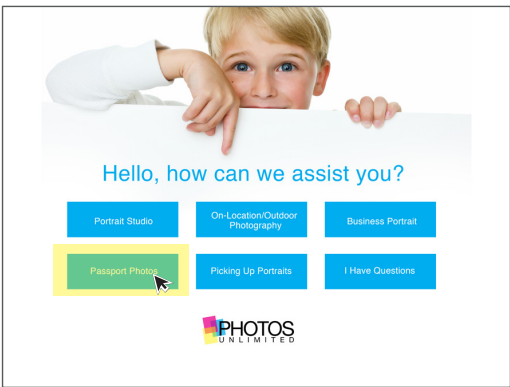 Hello, how can we assist you?
Portrait Studio
On-Location/Outdoor
Photography
Business Portrait
Passport Photos
Picking Up Portraits
I Have Questions
PHOTOS
UNLIMITED